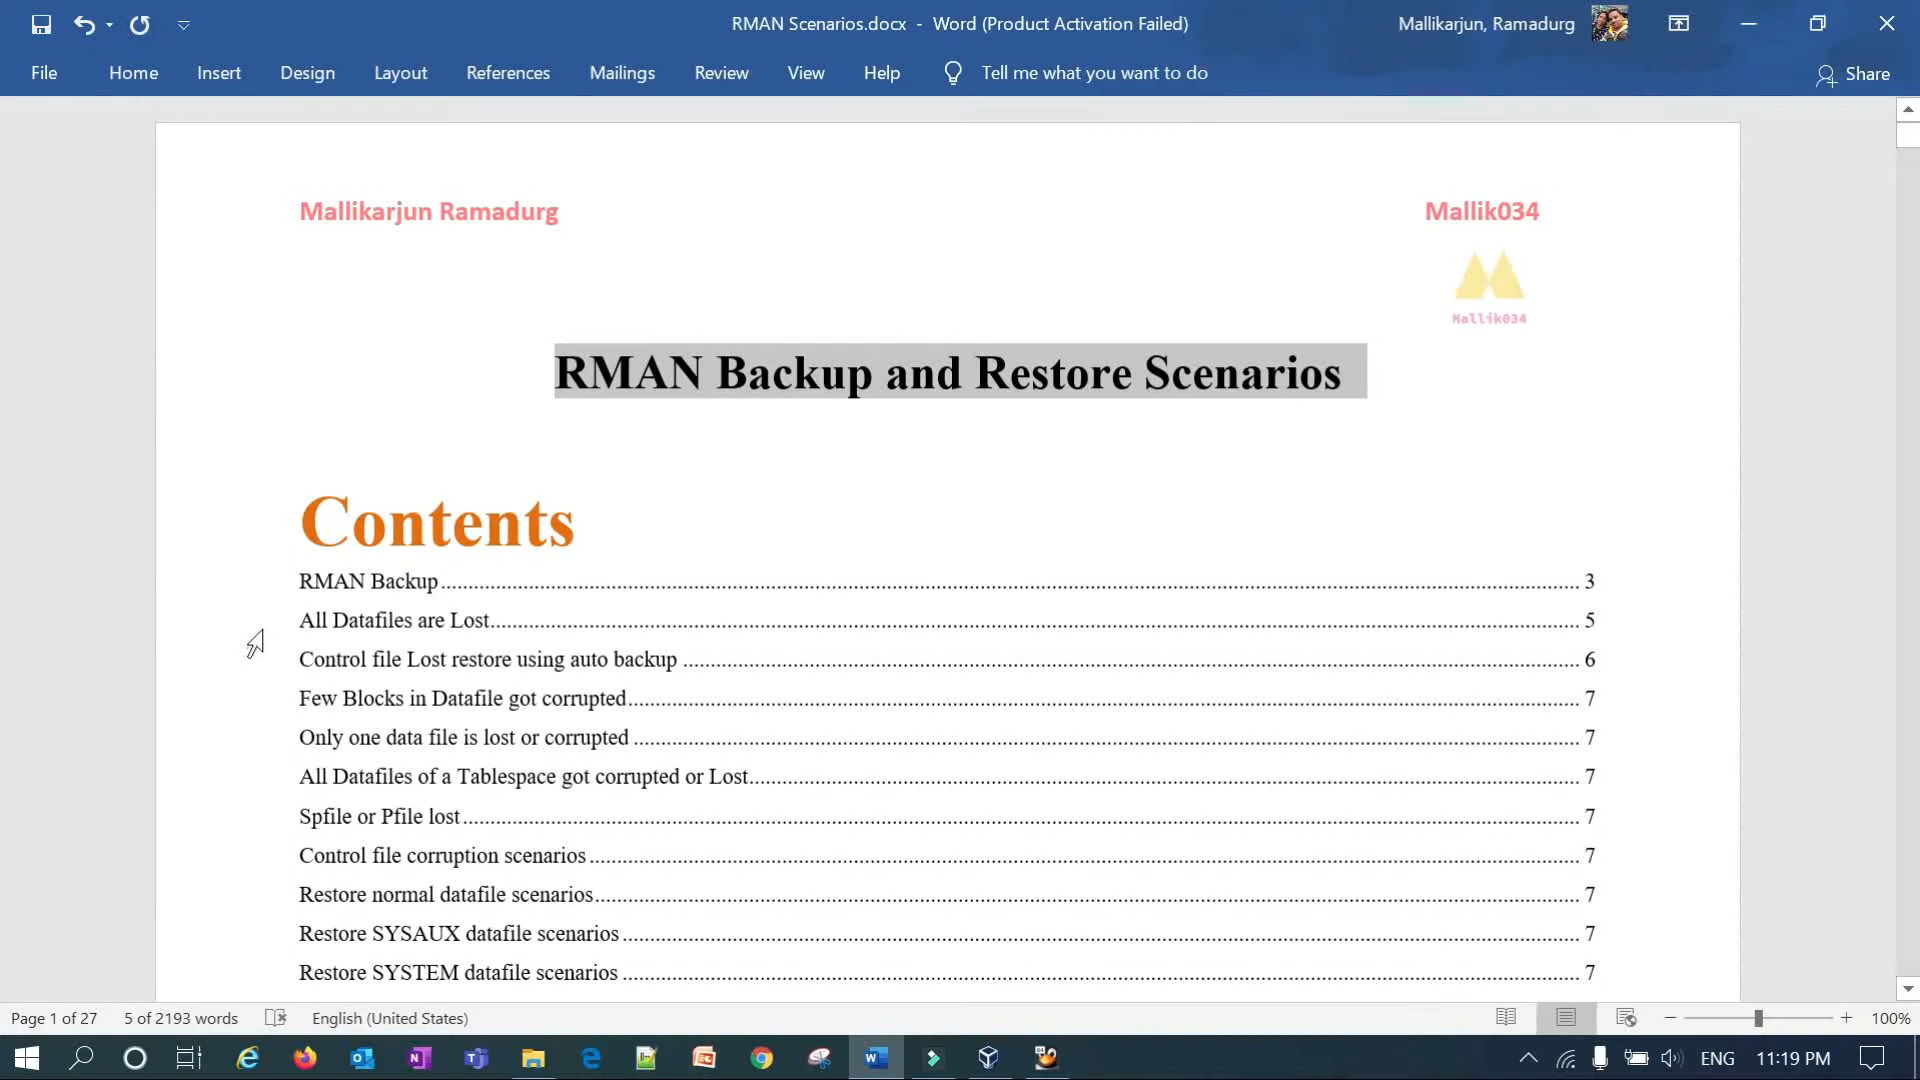 RMAN Scenarios.docx - Word (Product Activation Failed)
Mallikarjun, Ramadurg
File Home Insert Design Layout References Mailings Review View Help Tell me what you want to do Share
Mallikarjun Ramadurg Mallik034
Mallik034
RMAN Backup and Restore Scenarios
Contents
RMAN Backup 3
All Datafiles are Lost 5
Control file Lost restore using auto backup 6
Few Blocks in Datafile got corrupted 7
Only one data file is lost or corrupted 7
All Datafiles of a Tablespace got corrupted or Lost 7
Spfile or Pfile lost 7
Control file corruption scenarios 7
Restore normal datafile scenarios 7
Restore SYSAUX datafile scenarios 7
Restore SYSTEM datafile scenarios 7
Page 1 of 27 5 of 2193 words English (United States) 100%
ENG 11:19 PM